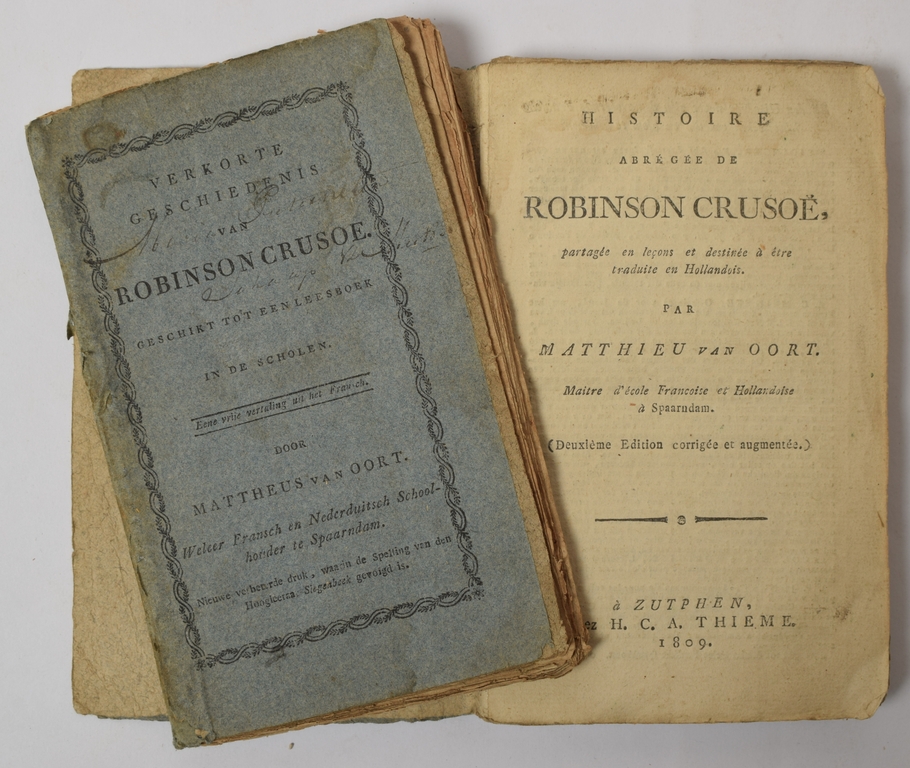 VERKORTE
GESCHIEDENIS
VAN
ROBINSON CRUSOE.
GESCHIKT TOT EEN LEESBOEK
IN DE SCHOLEN.
Eene vrije vertaling uit het Fransch.
DOOR
MATTHEUS VAN OORT.
Weleer Fransch en Nederduitsch School-
houder te Spaarndam.
Nieuwe verbeterde druk, waarin de Spelling van den
Hoogleeraar Siegenbeek gevolgd is.
HISTOIRE
ABRÉGÉE DE
ROBINSON CRUSOË,
partagée en leçons et destinée à être
traduite en Hollandois.
PAR
MATTHIEU VAN OORT.
Maitre d'école Francoise et Hollandoise
à Spaarndam.
(Deuxième Edition corrigée et augmentée.)
à ZUTPHEN,
ez H. C. A. THIEME.
1809.